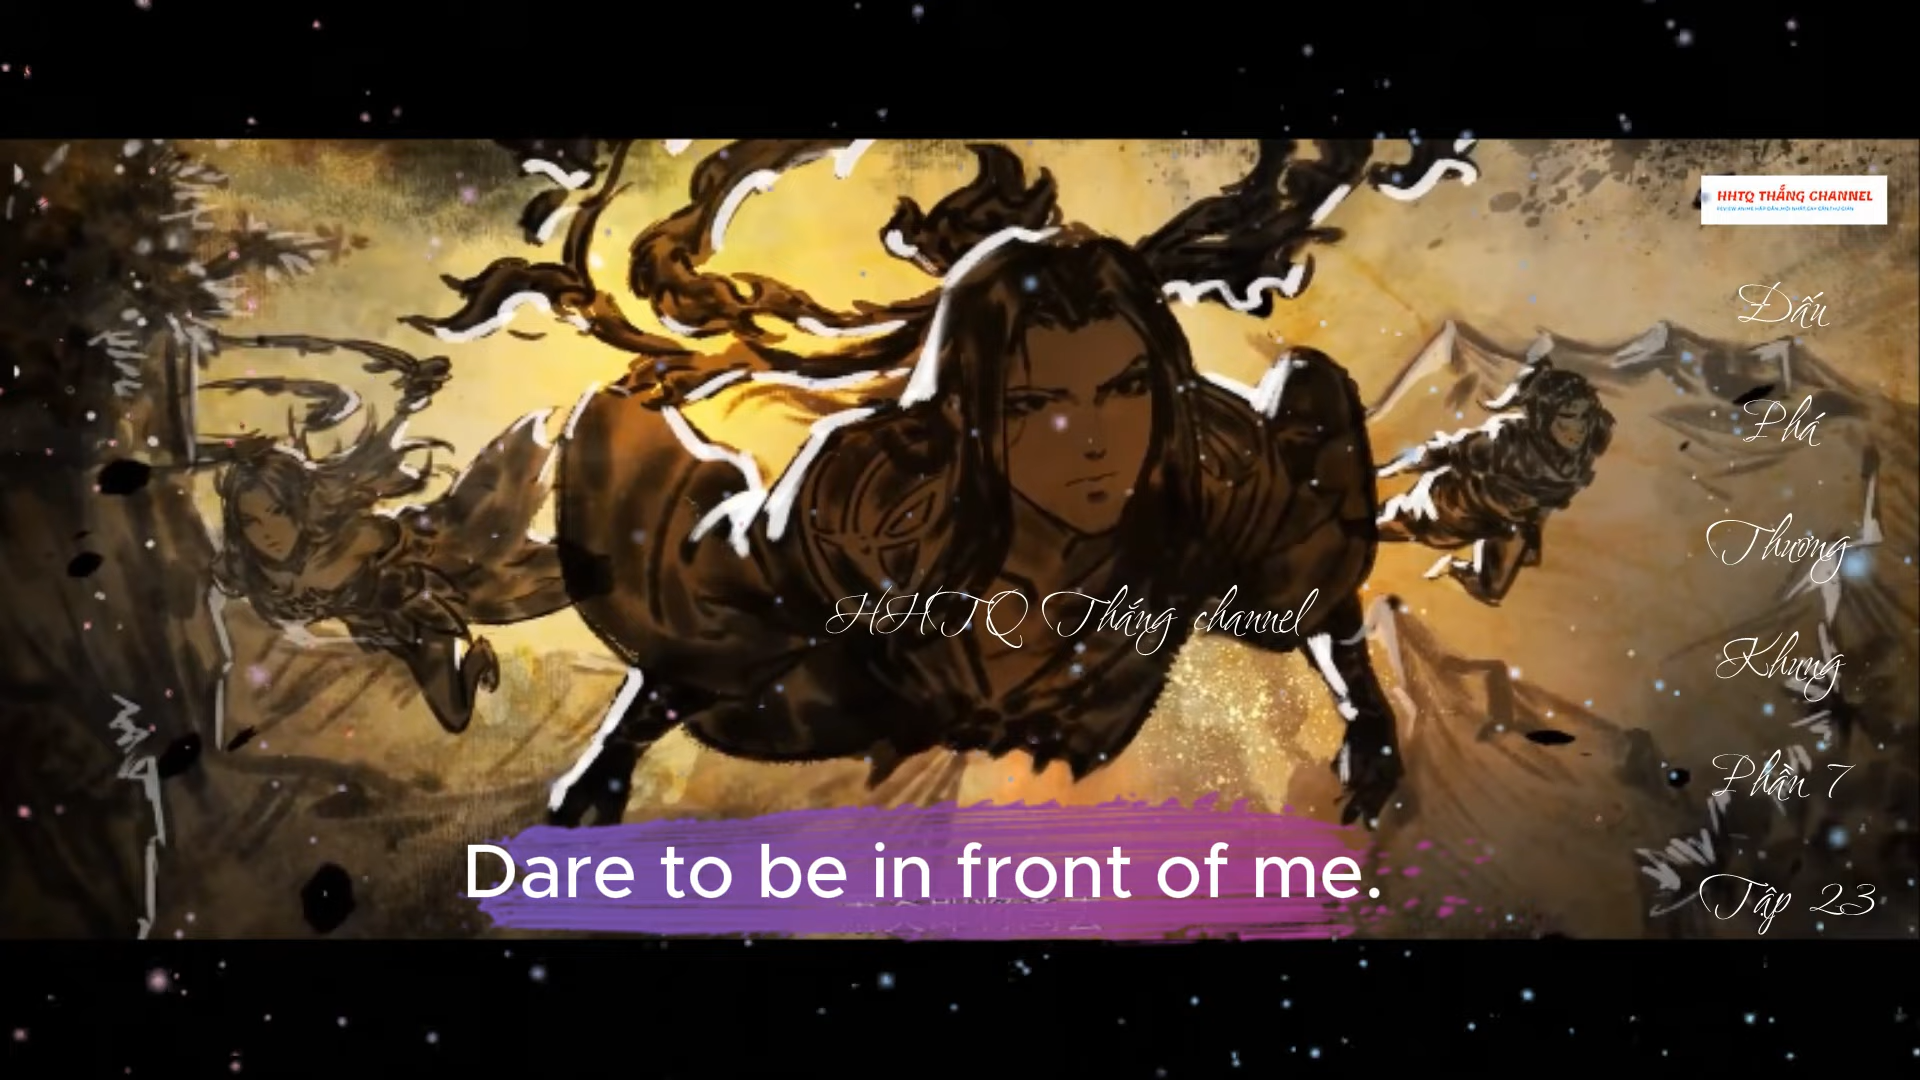 HHTQ THẮNG CHANNEL
Đấu
Phá
Thương
Khung
Phần 7
Tập 23
HHTQ Thắng channel
Dare to be in front of me.